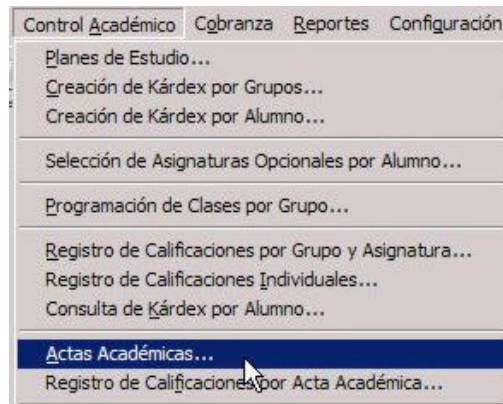 Control Académico Cobranza Reportes Configuración
Planes de Estudio...
Creación de Kárdex por Grupos...
Creación de Kárdex por Alumno...
Selección de Asignaturas Opcionales por Alumno...
Programación de Clases por Grupo...
Registro de Calificaciones por Grupo y Asignatura...
Registro de Calificaciones Individuales...
Consulta de Kárdex por Alumno...
Actas Académicas...
Registro de Calificaciones por Acta Académica...